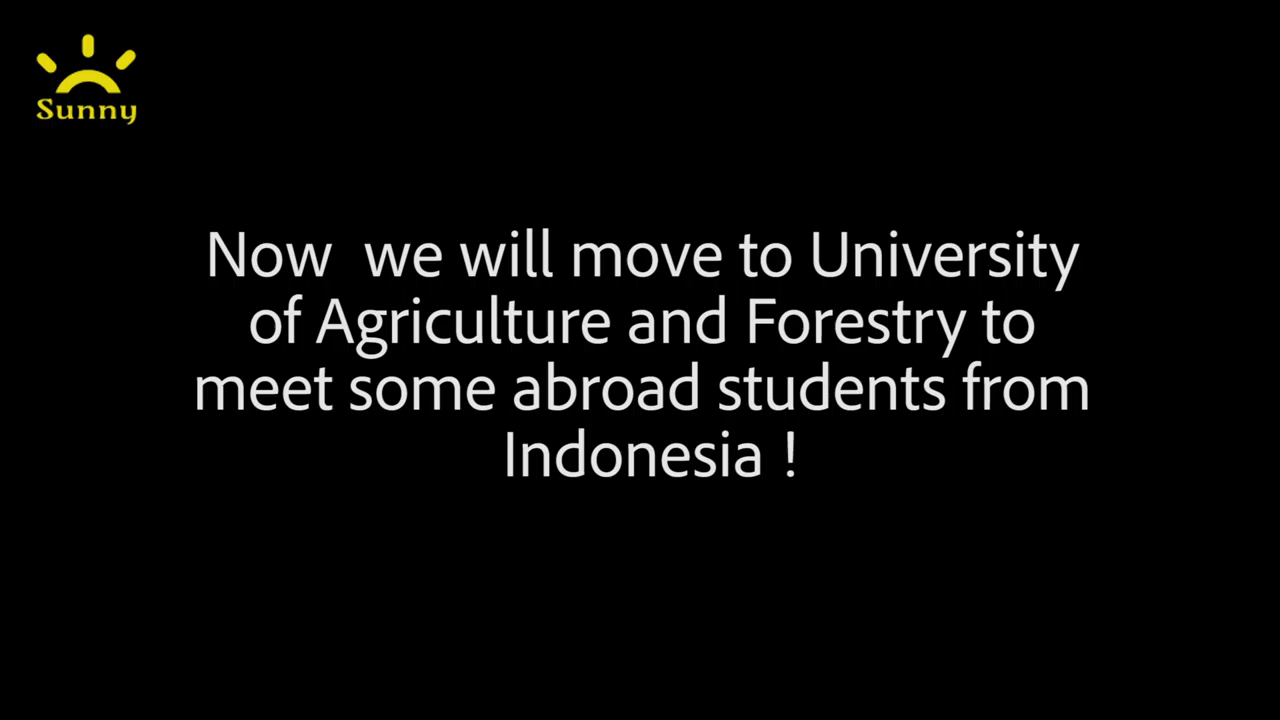 Sunny
Now  we will move to University
of Agriculture and Forestry to
meet some abroad students from
Indonesia !